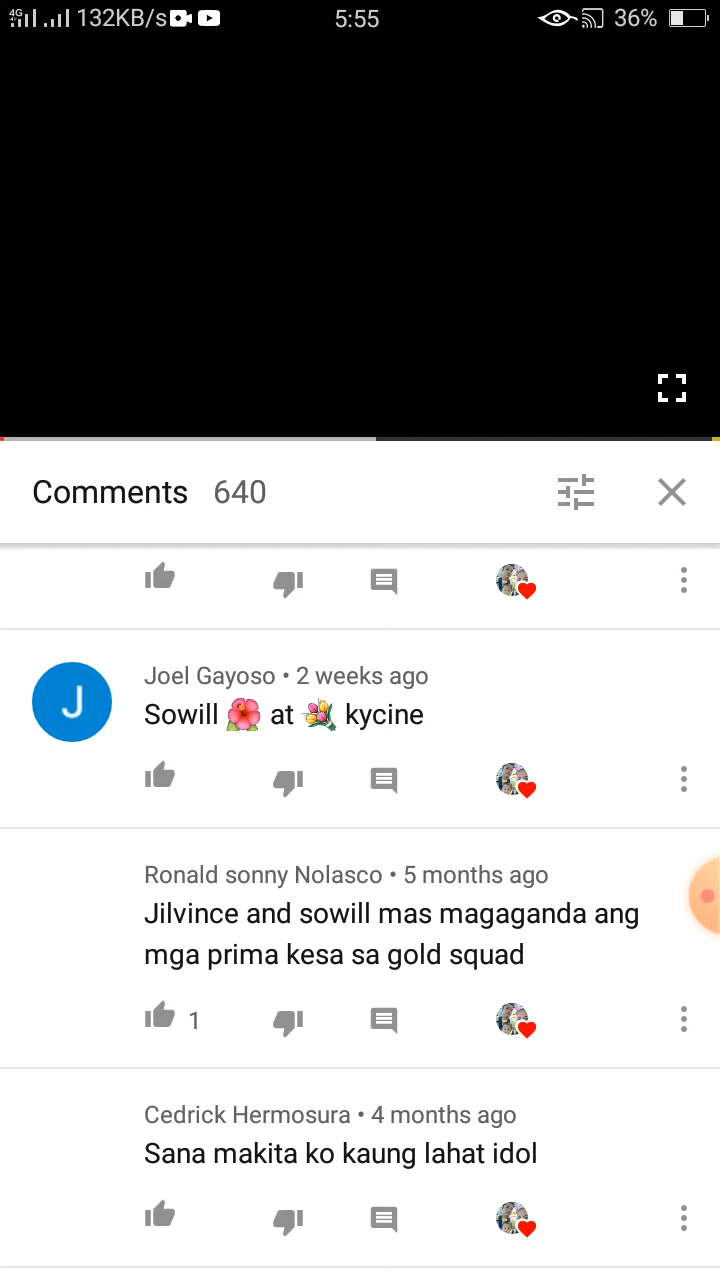 4G 132KB/s 5:55 36%
Comments 640
Joel Gayoso • 2 weeks ago
Sowill 🌺 at 💐 kycine
J
Ronald sonny Nolasco • 5 months ago
Jilvince and sowill mas magaganda ang
mga prima kesa sa gold squad
1
Cedrick Hermosura • 4 months ago
Sana makita ko kaung lahat idol